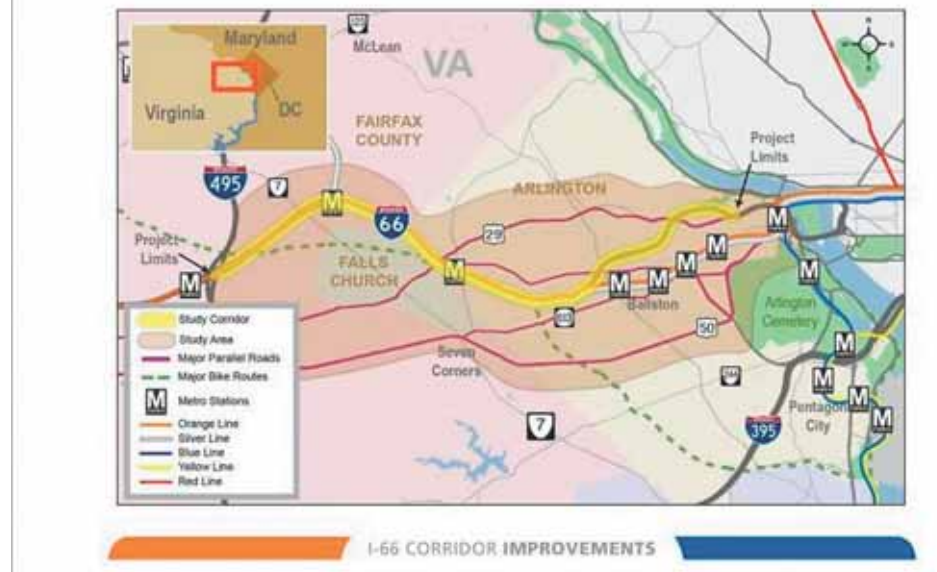 Maryland
Virginia
DC
McLean
VA
FAIRFAX
COUNTY
Project
Limits
495
7
M
66
ARLINGTON
29
Project
Limits
M
M
FALLS
CHURCH
M
M
M
M
M
M
M
Ballston
Arlington
Cemetery
50
Seven
Corners
M
M
M
M
Pentagon
City
7
395
Study Corridor
Study Area
Major Parallel Roads
Major Bike Routes
M
Metro Stations
Orange Line
Silver Line
Blue Line
Yellow Line
Red Line
I-66 CORRIDOR IMPROVEMENTS